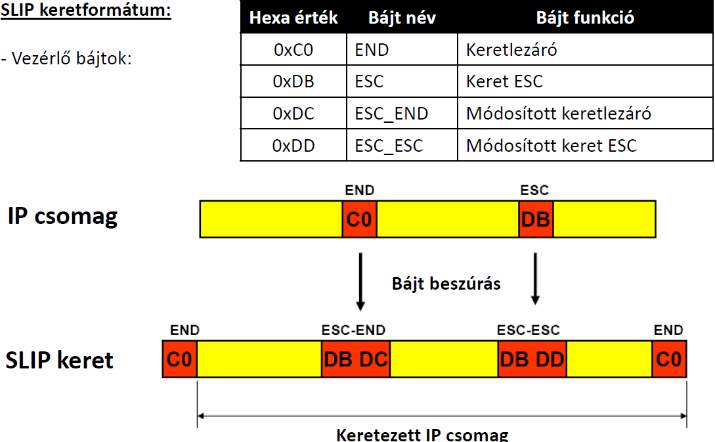 SLIP keretformátum:
- Vezérlő bájtok:
Hexa érték Bájt név Bájt funkció
0xC0 END Keretlezáró
0xDB ESC Keret ESC
0xDC ESC_END Módosított keretlezáró
0xDD ESC_ESC Módosított keret ESC
END ESC
IP csomag C0 DB
Bájt beszúrás
END ESC-END ESC-ESC END
SLIP keret C0 DB DC DB DD C0
Keretezett IP csomag